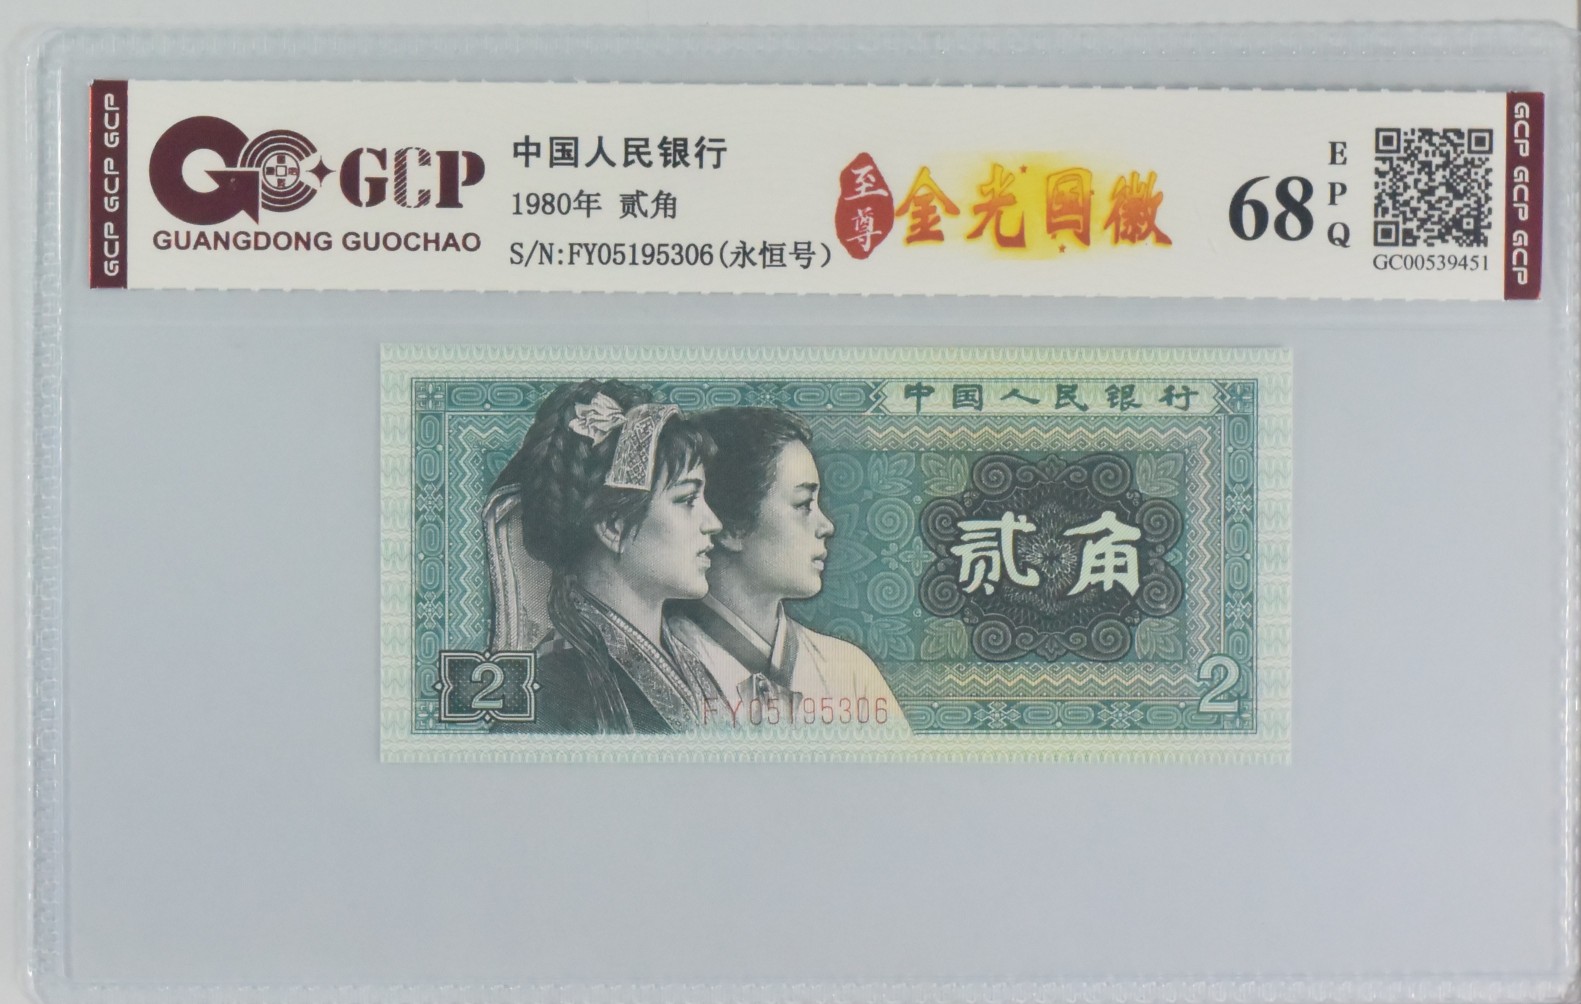 GCP GCP GCP
GC GCP
GUANGDONG GUOCHAO
中国人民银行
1980年 贰角
S/N:FY05195306(永恒号)
至尊
金光国徽
68
EPQ
GC00539451
GCP GCP GCP
中国人民银行
贰角
2
2
FY05195306